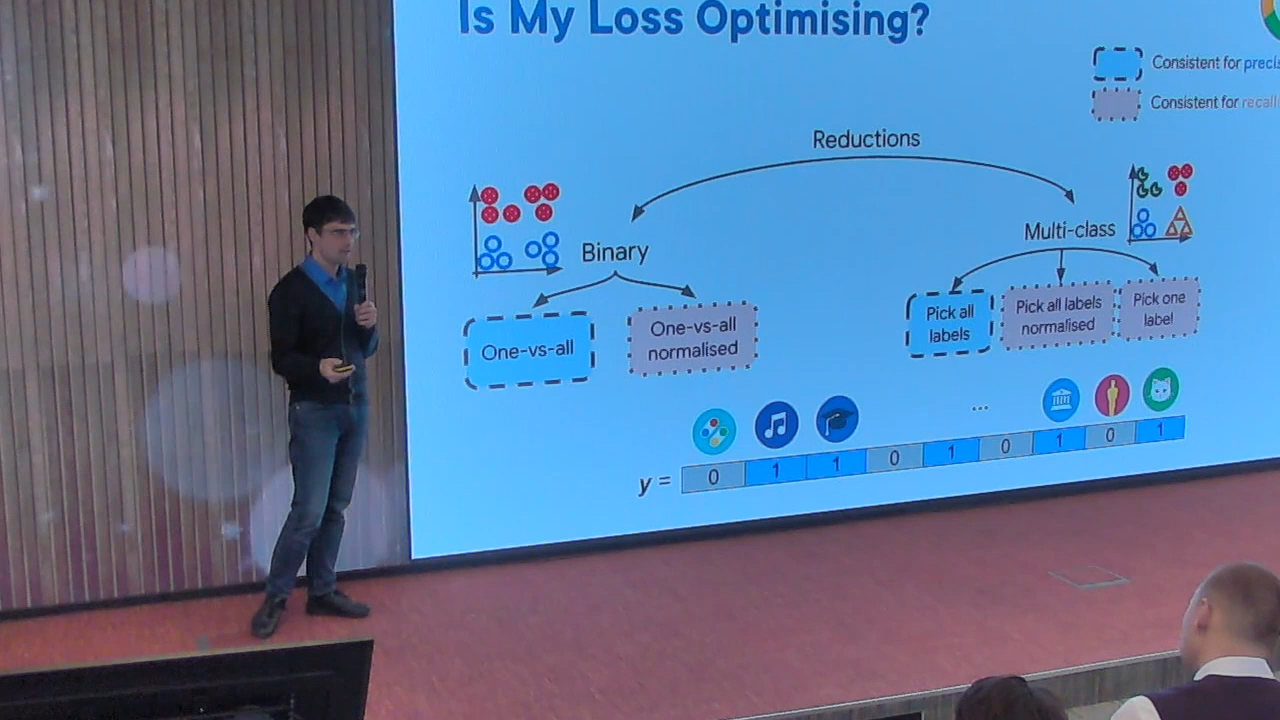 Is My Loss Optimising?
Consistent for
Consistent for recall
Reductions
Binary
Multi-class
One-vs-all
One-vs-all
normalised
Pick all
labels
Pick all labels
normalised
Pick one
label
...
y = 0 1 1 0 1 0 1 0 1